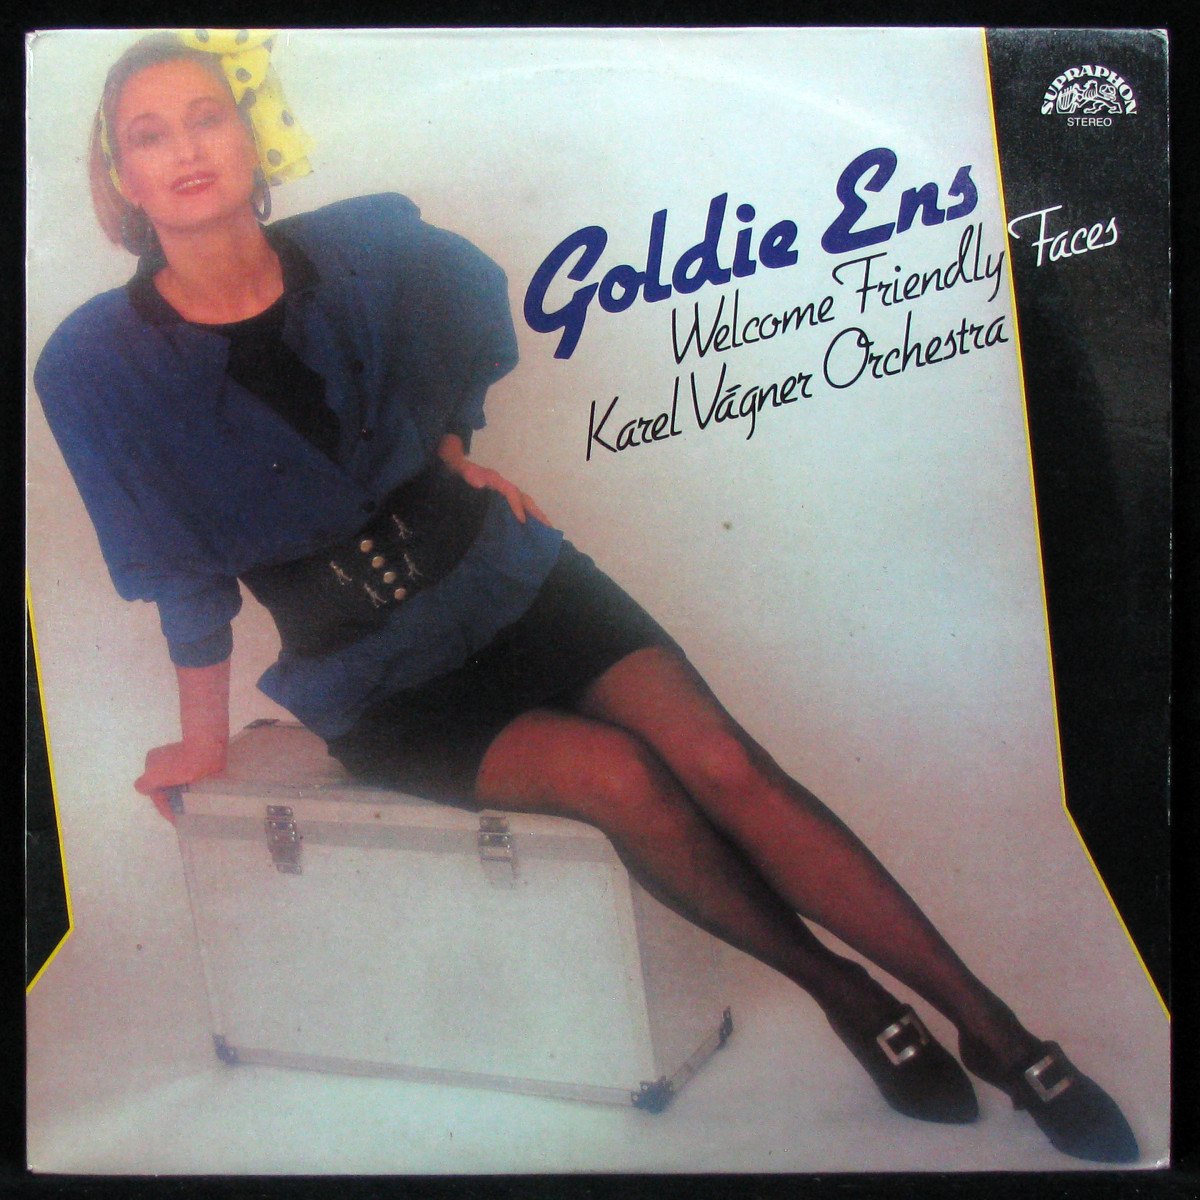 SUPRAPHON
STEREO
Goldie Ens
Welcome Friendly Faces
Karel Vágner Orchestra